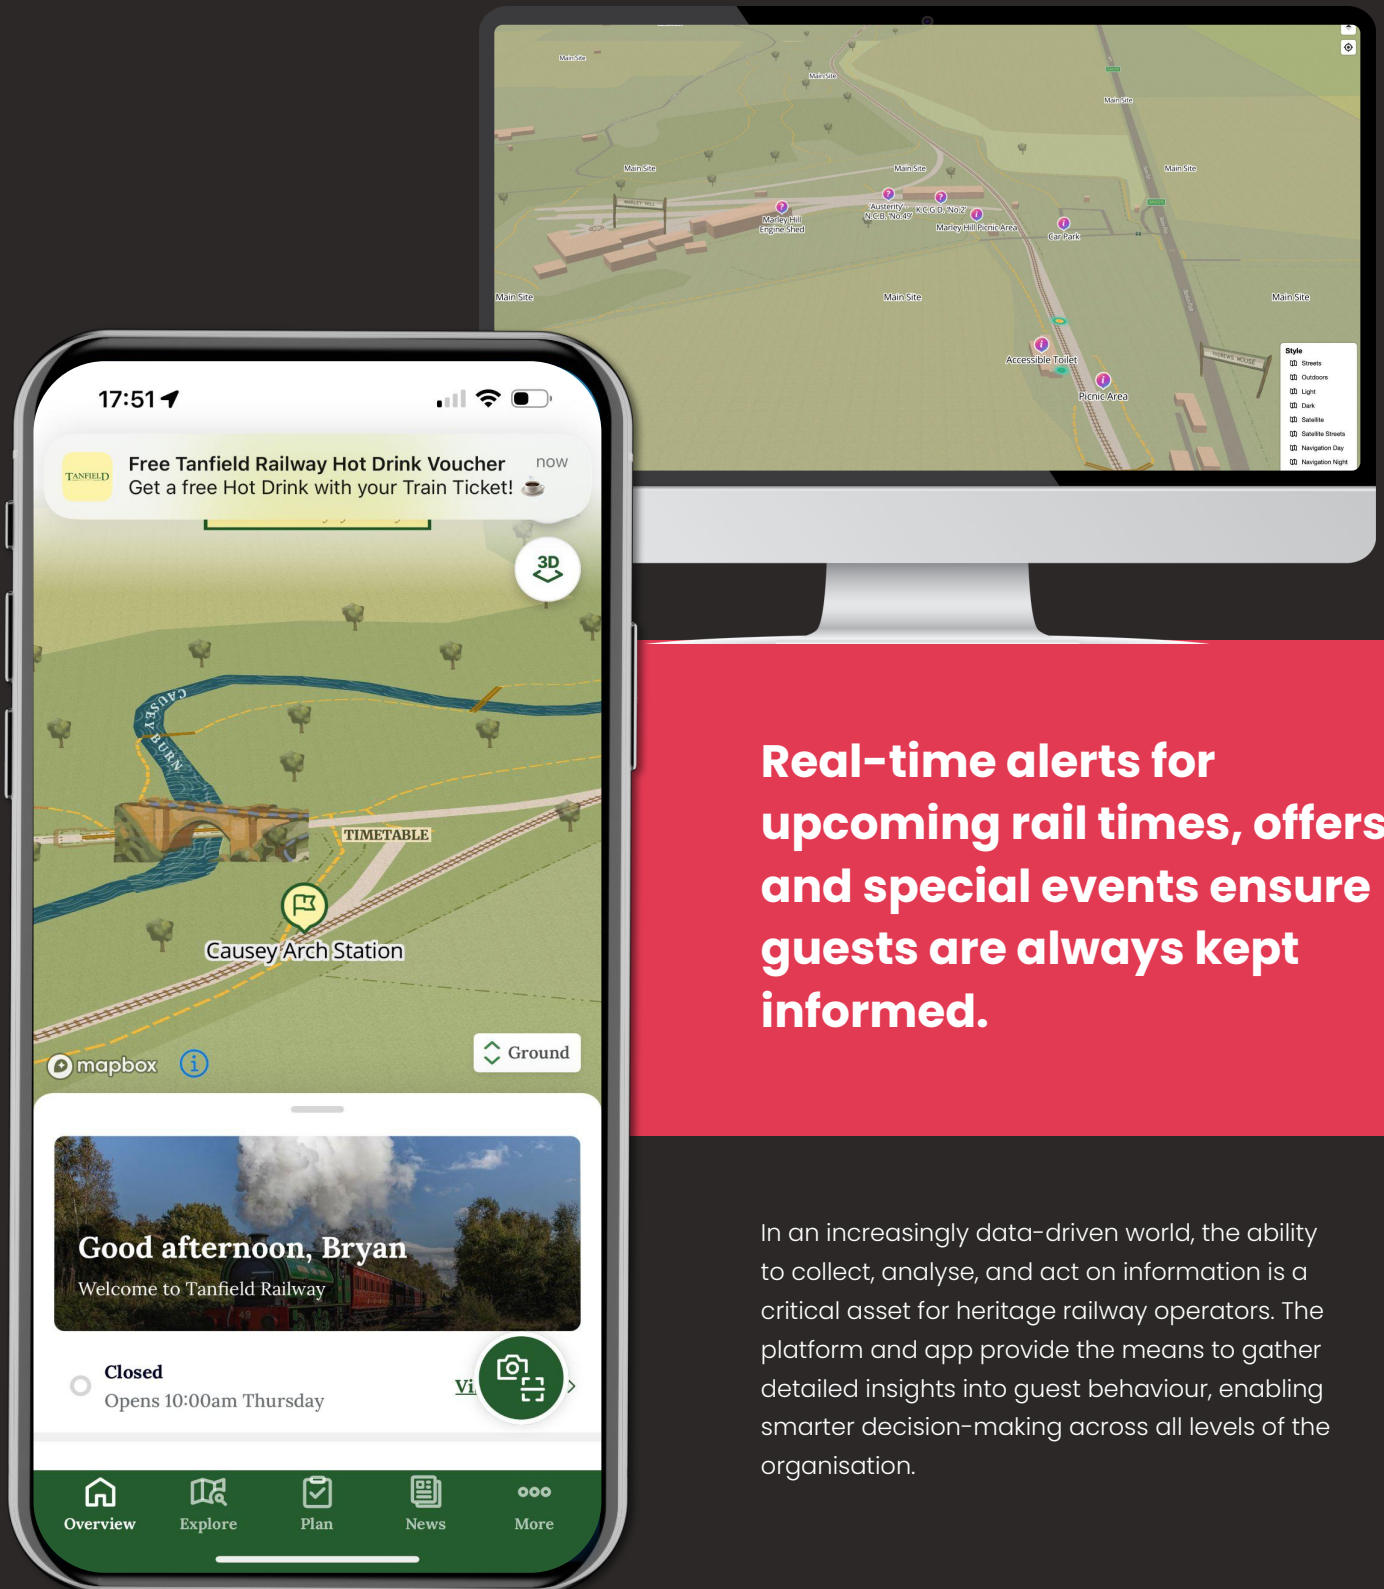 Main Site
Main Site
Main Site
Main Site
Main Site
Main Site
MARLEY HILL
Marley Hill
Engine Shed
'Austerity'
N.C.B. 'No.49'
K.C.G.D. 'No 2'
Marley Hill Picnic Area
Car Park
Main Site
Main Site
Main Site
Accessible Toilet
Picnic Area
ANDREWS HOUSE
Style
Streets
Outdoors
Light
Dark
Satellite
Satellite Streets
Navigation Day
Navigation Night
17:51
TANFIELD
Free Tanfield Railway Hot Drink Voucher
now
Get a free Hot Drink with your Train Ticket!
3D
CAUSEY BURN
TIMETABLE
Causey Arch Station
mapbox
Ground
Good afternoon, Bryan
Welcome to Tanfield Railway
49
Closed
Opens 10:00am Thursday
Vi
Overview
Explore
Plan
News
More
Real-time alerts for
upcoming rail times, offers
and special events ensure
guests are always kept
informed.
In an increasingly data-driven world, the ability
to collect, analyse, and act on information is a
critical asset for heritage railway operators. The
platform and app provide the means to gather
detailed insights into guest behaviour, enabling
smarter decision-making across all levels of the
organisation.